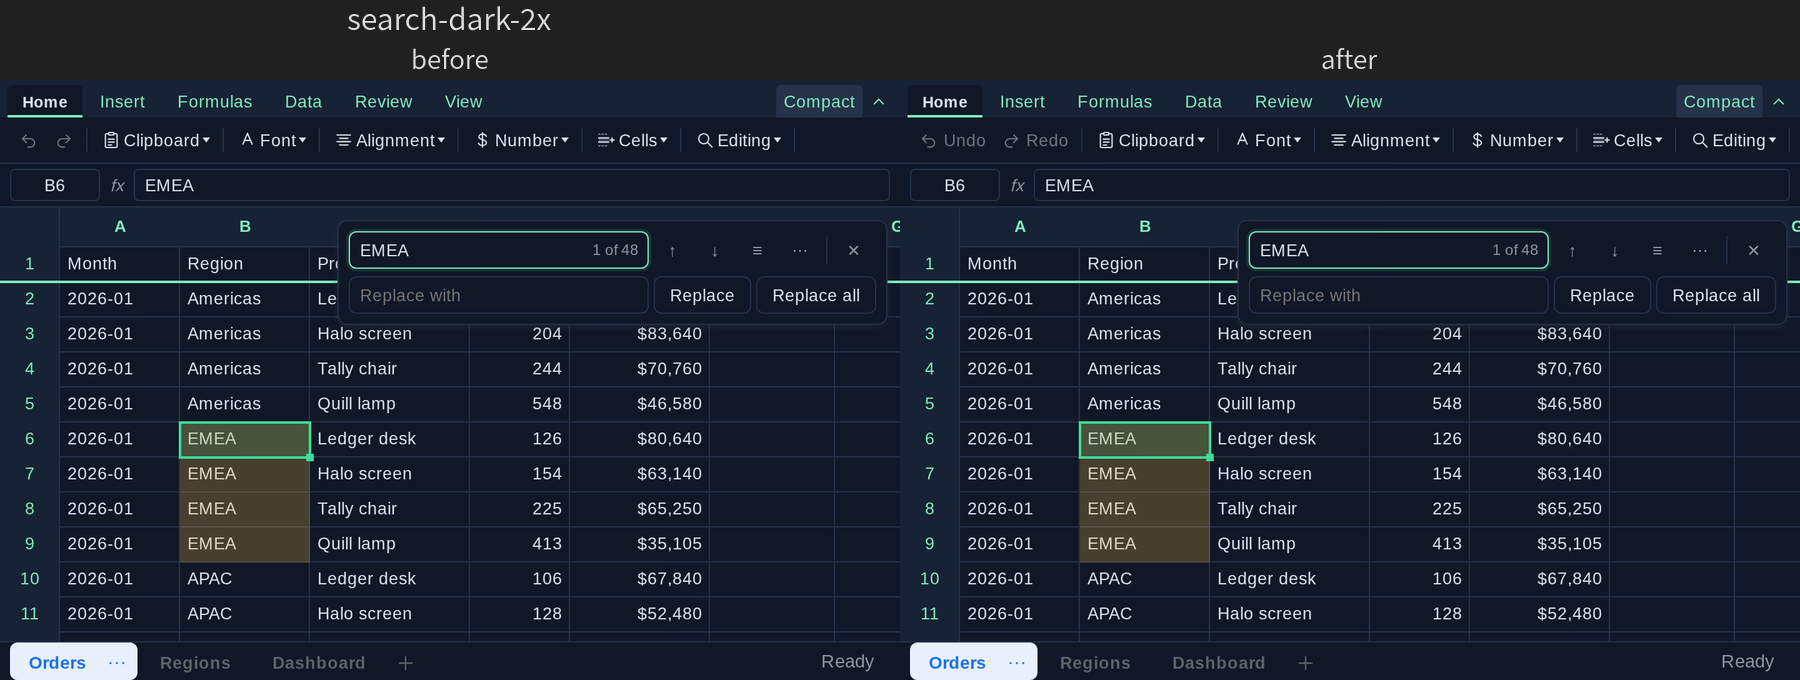 search-dark-2x
before after
Home Insert Formulas Data Review View Compact
Clipboard Font Alignment Number Cells Editing
B6 fx EMEA
A B G
EMEA 1 of 48
1 Month Region Pr
Replace with Replace Replace all
2 2026-01 Americas Le
3 2026-01 Americas Halo screen 204 $83,640
4 2026-01 Americas Tally chair 244 $70,760
5 2026-01 Americas Quill lamp 548 $46,580
6 2026-01 EMEA Ledger desk 126 $80,640
7 2026-01 EMEA Halo screen 154 $63,140
8 2026-01 EMEA Tally chair 225 $65,250
9 2026-01 EMEA Quill lamp 413 $35,105
10 2026-01 APAC Ledger desk 106 $67,840
11 2026-01 APAC Halo screen 128 $52,480
Orders ... Regions Dashboard + Ready
Home Insert Formulas Data Review View Compact
Undo Redo Clipboard Font Alignment Number Cells Editing
B6 fx EMEA
A B G
EMEA 1 of 48
1 Month Region Pr
Replace with Replace Replace all
2 2026-01 Americas Le
3 2026-01 Americas Halo screen 204 $83,640
4 2026-01 Americas Tally chair 244 $70,760
5 2026-01 Americas Quill lamp 548 $46,580
6 2026-01 EMEA Ledger desk 126 $80,640
7 2026-01 EMEA Halo screen 154 $63,140
8 2026-01 EMEA Tally chair 225 $65,250
9 2026-01 EMEA Quill lamp 413 $35,105
10 2026-01 APAC Ledger desk 106 $67,840
11 2026-01 APAC Halo screen 128 $52,480
Orders ... Regions Dashboard + Ready